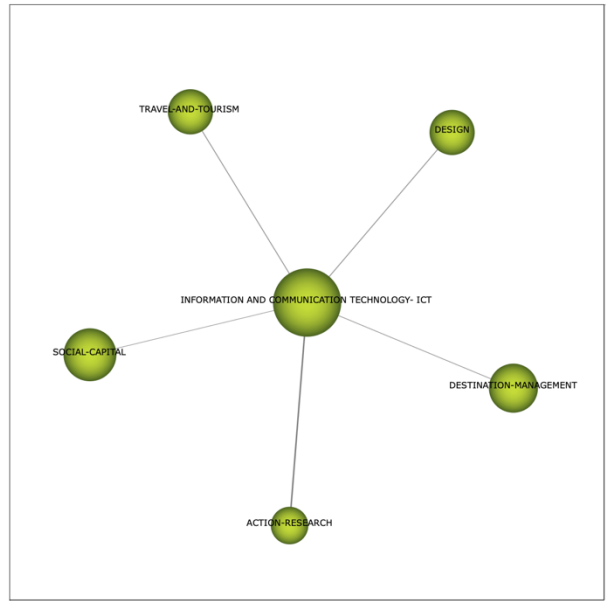 TRAVEL-AND-TOURISM
DESIGN
INFORMATION AND COMMUNICATION TECHNOLOGY- ICT
SOCIAL-CAPITAL
DESTINATION-MANAGEMENT
ACTION-RESEARCH